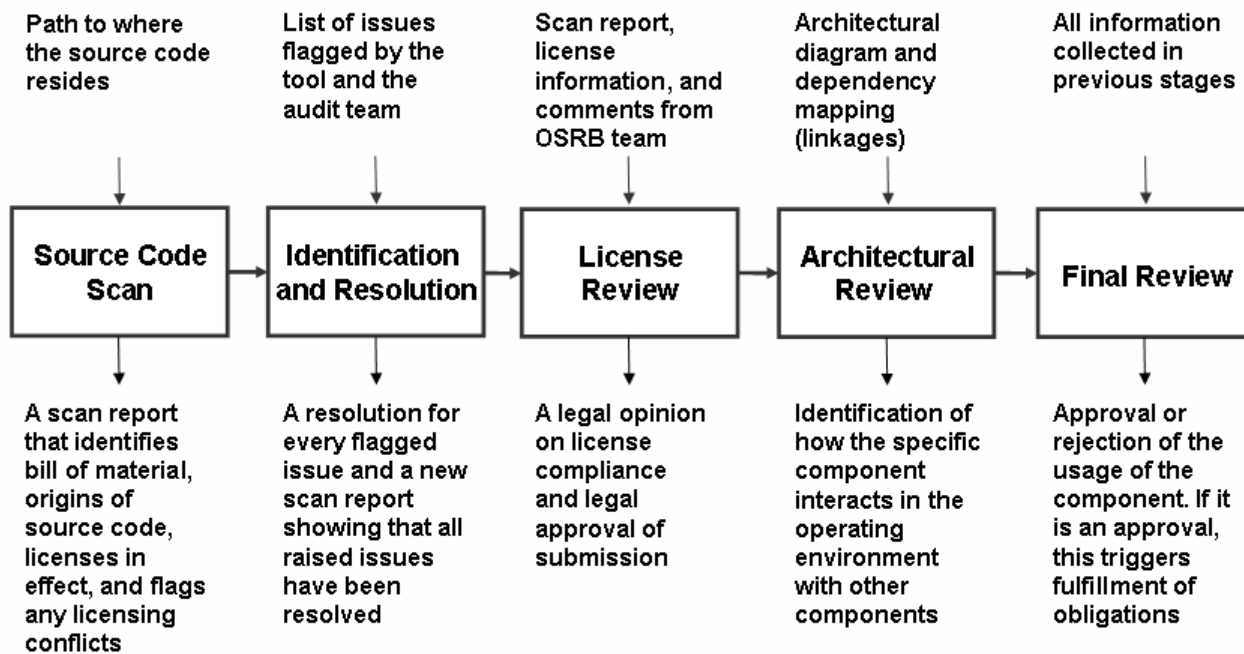 Path to where
the source code
resides
List of issues
flagged by the
tool and the
audit team
Scan report,
license
information, and
comments from
OSRB team
Architectural
diagram and
dependency
mapping
(linkages)
All information
collected in
previous stages
Source Code
Scan
Identification
and Resolution
License
Review
Architectural
Review
Final Review
A scan report
that identifies
bill of material,
origins of
source code,
licenses in
effect, and flags
any licensing
conflicts
A resolution for
every flagged
issue and a new
scan report
showing that all
raised issues
have been
resolved
A legal opinion
on license
compliance
and legal
approval of
submission
Identification of
how the specific
component
interacts in the
operating
environment
with other
components
Approval or
rejection of the
usage of the
component. If it
is an approval,
this triggers
fulfillment of
obligations